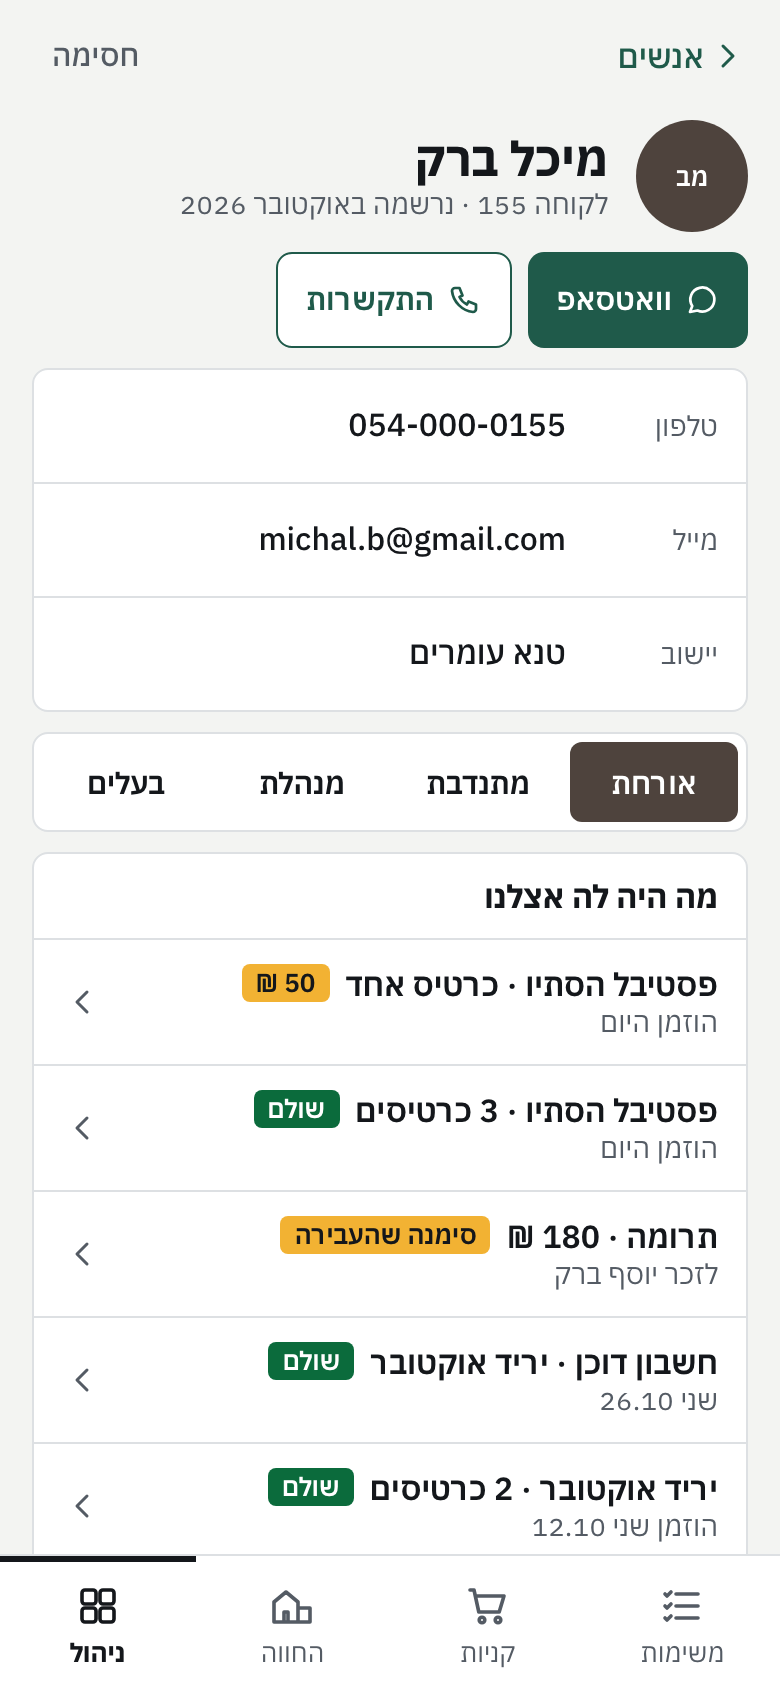 אנשים
חסימה
מב
מיכל ברק
לקוחה 155 · נרשמה באוקטובר 2026
וואטסאפ
התקשרות
טלפון
054-000-0155
מייל
michal.b@gmail.com
יישוב
טנא עומרים
אורחת
מתנדבת
מנהלת
בעלים
מה היה לה אצלנו
פסטיבל הסתיו · כרטיס אחד
50 ₪
הוזמן היום
פסטיבל הסתיו · 3 כרטיסים
שולם
הוזמן היום
תרומה · 180 ₪
סימנה שהעבירה
לזכר יוסף ברק
חשבון דוכן · יריד אוקטובר
שולם
שני 26.10
יריד אוקטובר · 2 כרטיסים
שולם
הוזמן שני 12.10
משימות
קניות
החווה
ניהול